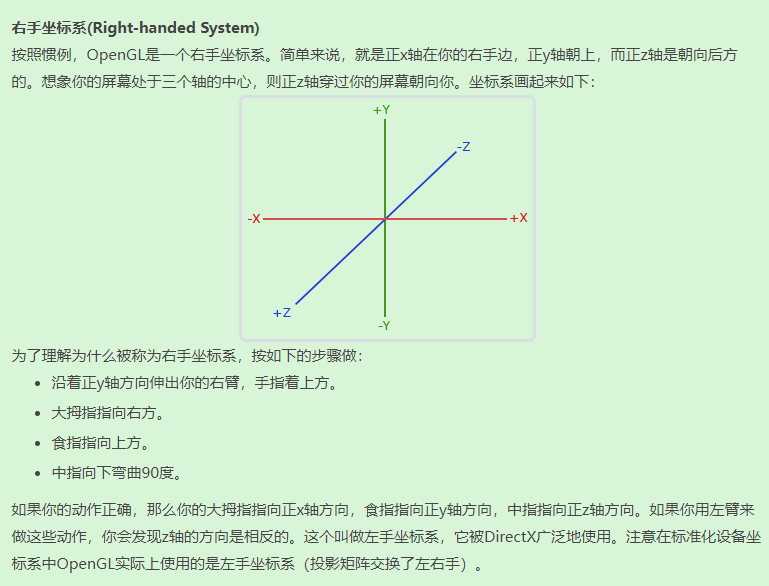 右手坐标系(Right-handed System)
按照惯例，OpenGL是一个右手坐标系。简单来说，就是正x轴在你的右手边，正y轴朝上，而正z轴是朝向后方
的。想象你的屏幕处于三个轴的中心，则正z轴穿过你的屏幕朝向你。坐标系画起来如下：
+Y
-Z
-X
+X
+Z
-Y
为了理解为什么被称为右手坐标系，按如下的步骤做：
• 沿着正y轴方向伸出你的右臂，手指着上方。
• 大拇指指向右方。
• 食指指向上方。
• 中指向下弯曲90度。
如果你的动作正确，那么你的大拇指指向正x轴方向，食指指向正y轴方向，中指指向正z轴方向。如果你用左臂来
做这些动作，你会发现z轴的方向是相反的。这个叫做左手坐标系，它被DirectX广泛地使用。注意在标准化设备坐
标系中OpenGL实际上使用的是左手坐标系（投影矩阵交换了左右手）。